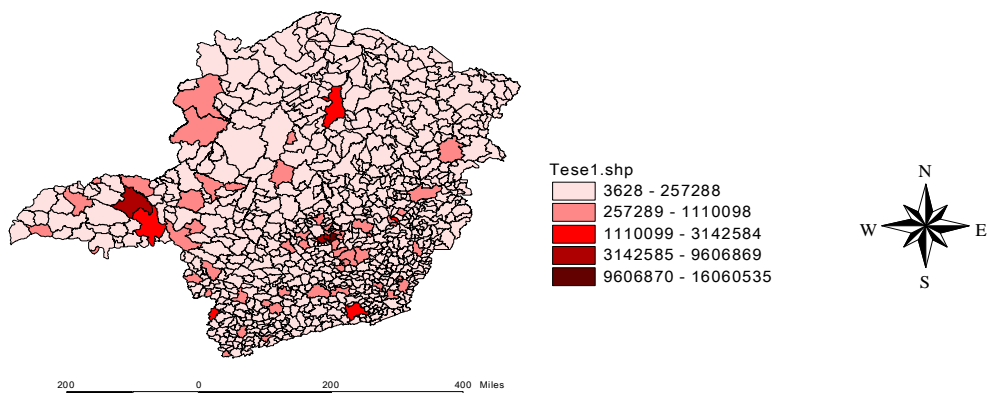 Tese1.shp
3628 - 257288
257289 - 1110098
1110099 - 3142584
3142585 - 9606869
9606870 - 16060535
N
W E
S
200 0 200 400 Miles